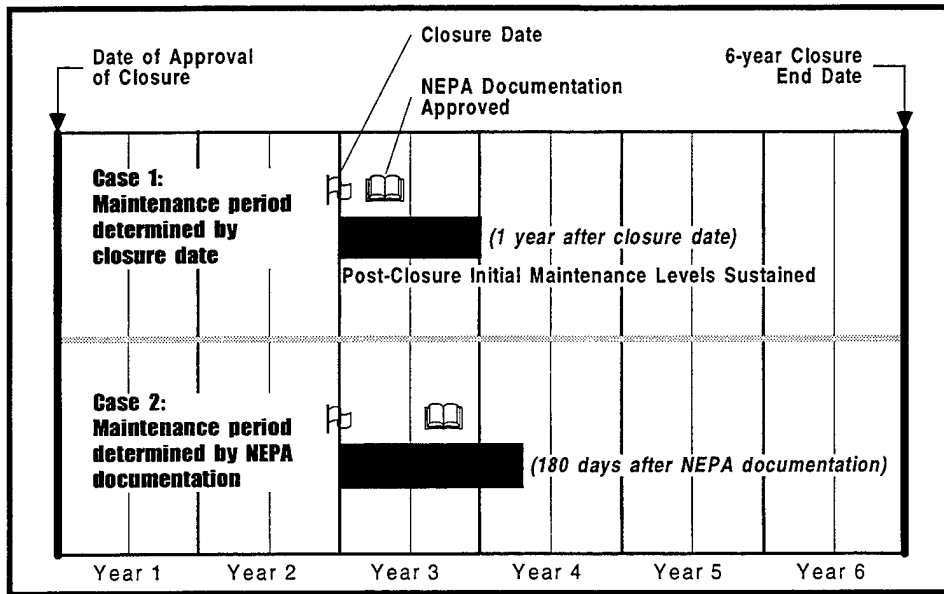 Date of Approval
of Closure
Closure Date
NEPA Documentation
Approved
6-year Closure
End Date
Case 1:
Maintenance period
determined by
closure date
(1 year after closure date)
Post-Closure Initial Maintenance Levels Sustained
Case 2:
Maintenance period
determined by NEPA
documentation
(180 days after NEPA documentation)
Year 1
Year 2
Year 3
Year 4
Year 5
Year 6